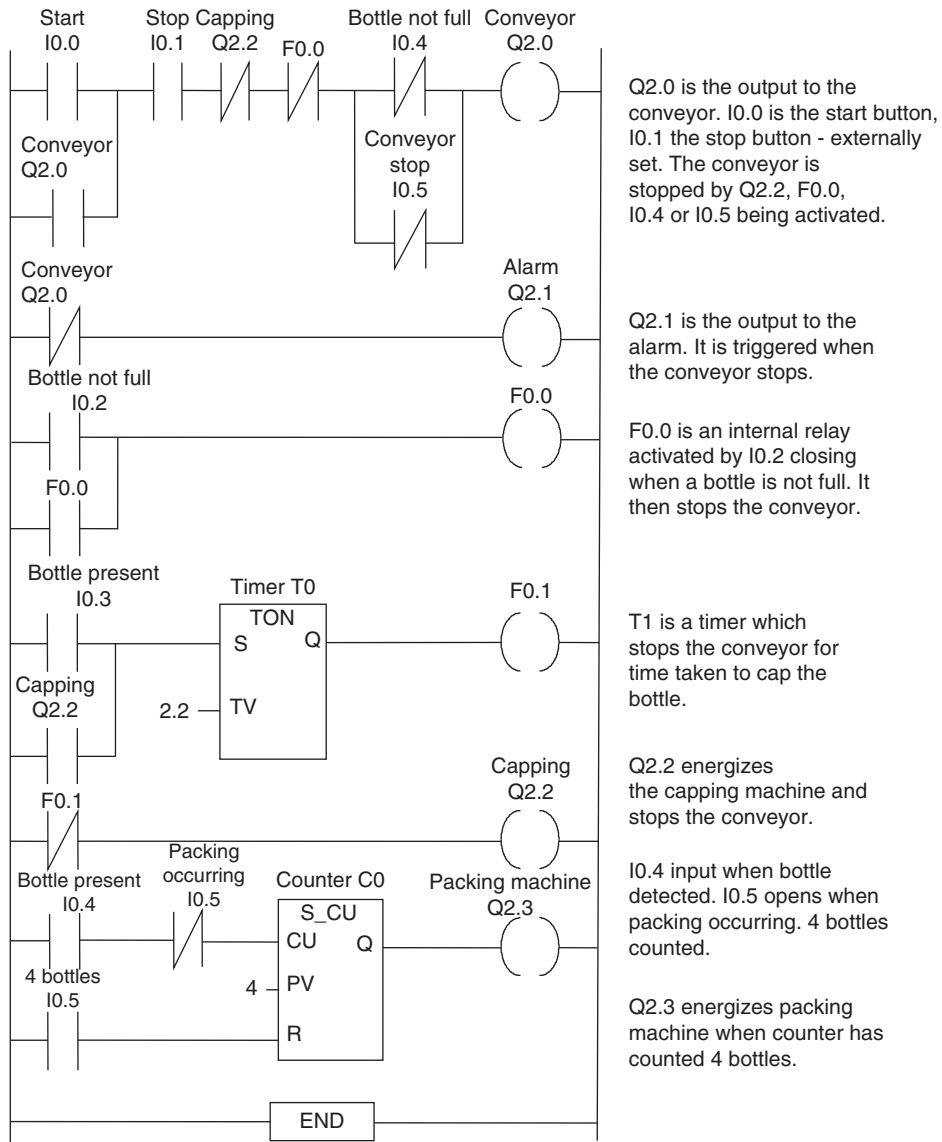 Start
I0.0
Stop Capping
I0.1 Q2.2
F0.0
Bottle not full
I0.4
Conveyor
Q2.0
Conveyor
Q2.0
Conveyor
stop
I0.5
Q2.0 is the output to the
conveyor. I0.0 is the start button,
I0.1 the stop button - externally
set. The conveyor is
stopped by Q2.2, F0.0,
I0.4 or I0.5 being activated.
Conveyor
Q2.0
Alarm
Q2.1
Q2.1 is the output to the
alarm. It is triggered when
the conveyor stops.
Bottle not full
I0.2
F0.0
F0.0
F0.0 is an internal relay
activated by I0.2 closing
when a bottle is not full. It
then stops the conveyor.
Bottle present
I0.3
Timer T0
TON
S Q
2.2 TV
F0.1
Capping
Q2.2
T1 is a timer which
stops the conveyor for
time taken to cap the
bottle.
F0.1
Capping
Q2.2
Q2.2 energizes
the capping machine and
stops the conveyor.
Bottle present
I0.4
Packing
occurring
I0.5
Counter C0
S_CU
CU Q
4 PV
R
Packing machine
Q2.3
4 bottles
I0.5
I0.4 input when bottle
detected. I0.5 opens when
packing occurring. 4 bottles
counted.
Q2.3 energizes packing
machine when counter has
counted 4 bottles.
END